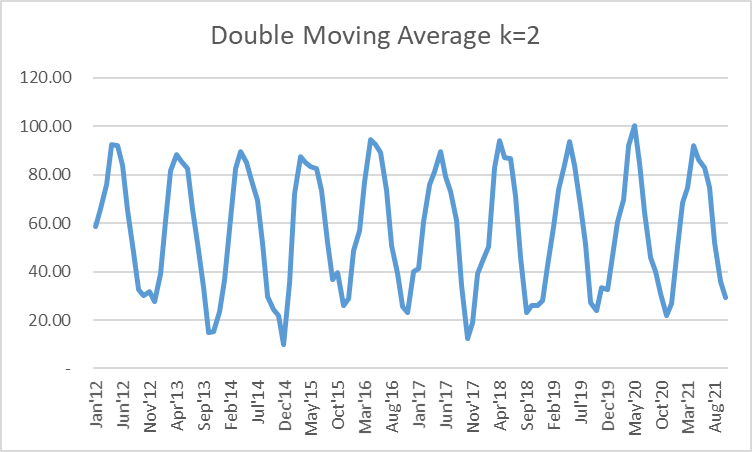 Double Moving Average k=2
120.00
100.00
80.00
60.00
40.00
20.00
-
Jan'12
Jun'12
Nov'12
Apr'13
Sep'13
Feb'14
Jul'14
Dec'14
May'15
Oct'15
Mar'16
Aug'16
Jan'17
Jun'17
Nov'17
Apr'18
Sep'18
Feb'19
Jul'19
Dec'19
May'20
Oct'20
Mar'21
Aug'21